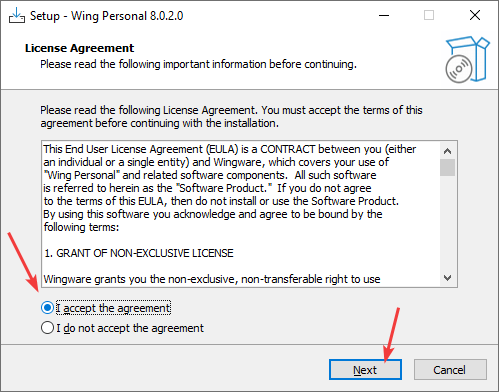 Setup - Wing Personal 8.0.2.0
License Agreement
Please read the following important information before continuing.
Please read the following License Agreement. You must accept the terms of this
agreement before continuing with the installation.
This End User License Agreement (EULA) is a CONTRACT between you (either
an individual or a single entity) and Wingware, which covers your use of
"Wing Personal" and related software components. All such software
is referred to herein as the "Software Product." If you do not agree
to the terms of this EULA, then do not install or use the Software Product.
By using this software you acknowledge and agree to be bound by the
following terms:
1. GRANT OF NON-EXCLUSIVE LICENSE
Wingware grants you the non-exclusive, non-transferable right to use
I accept the agreement
I do not accept the agreement
Next
Cancel